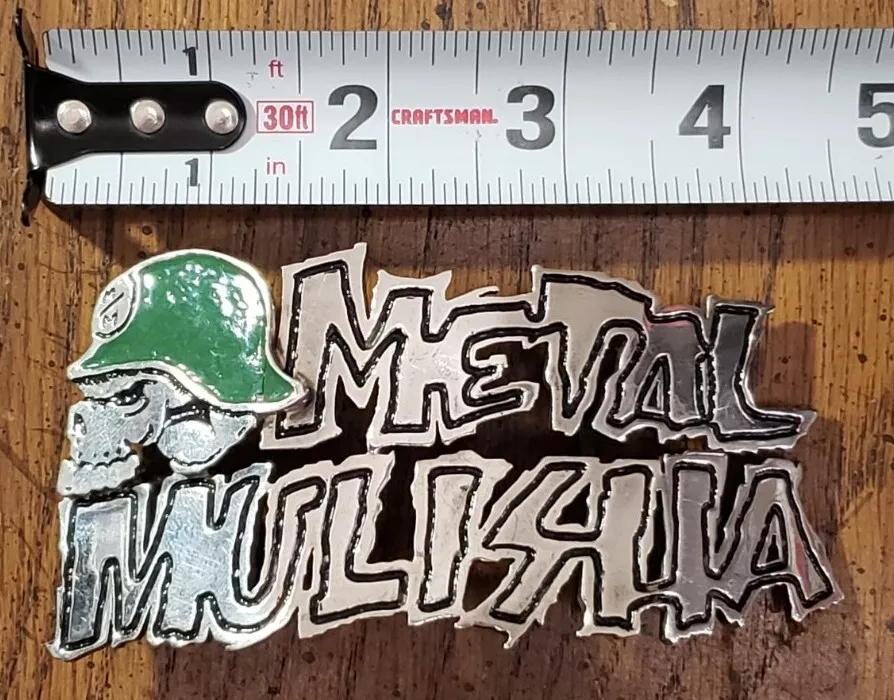 1 ft
30ft 2 CRAFTSMAN. 3 4 5
1 in
METAL
MULISHA